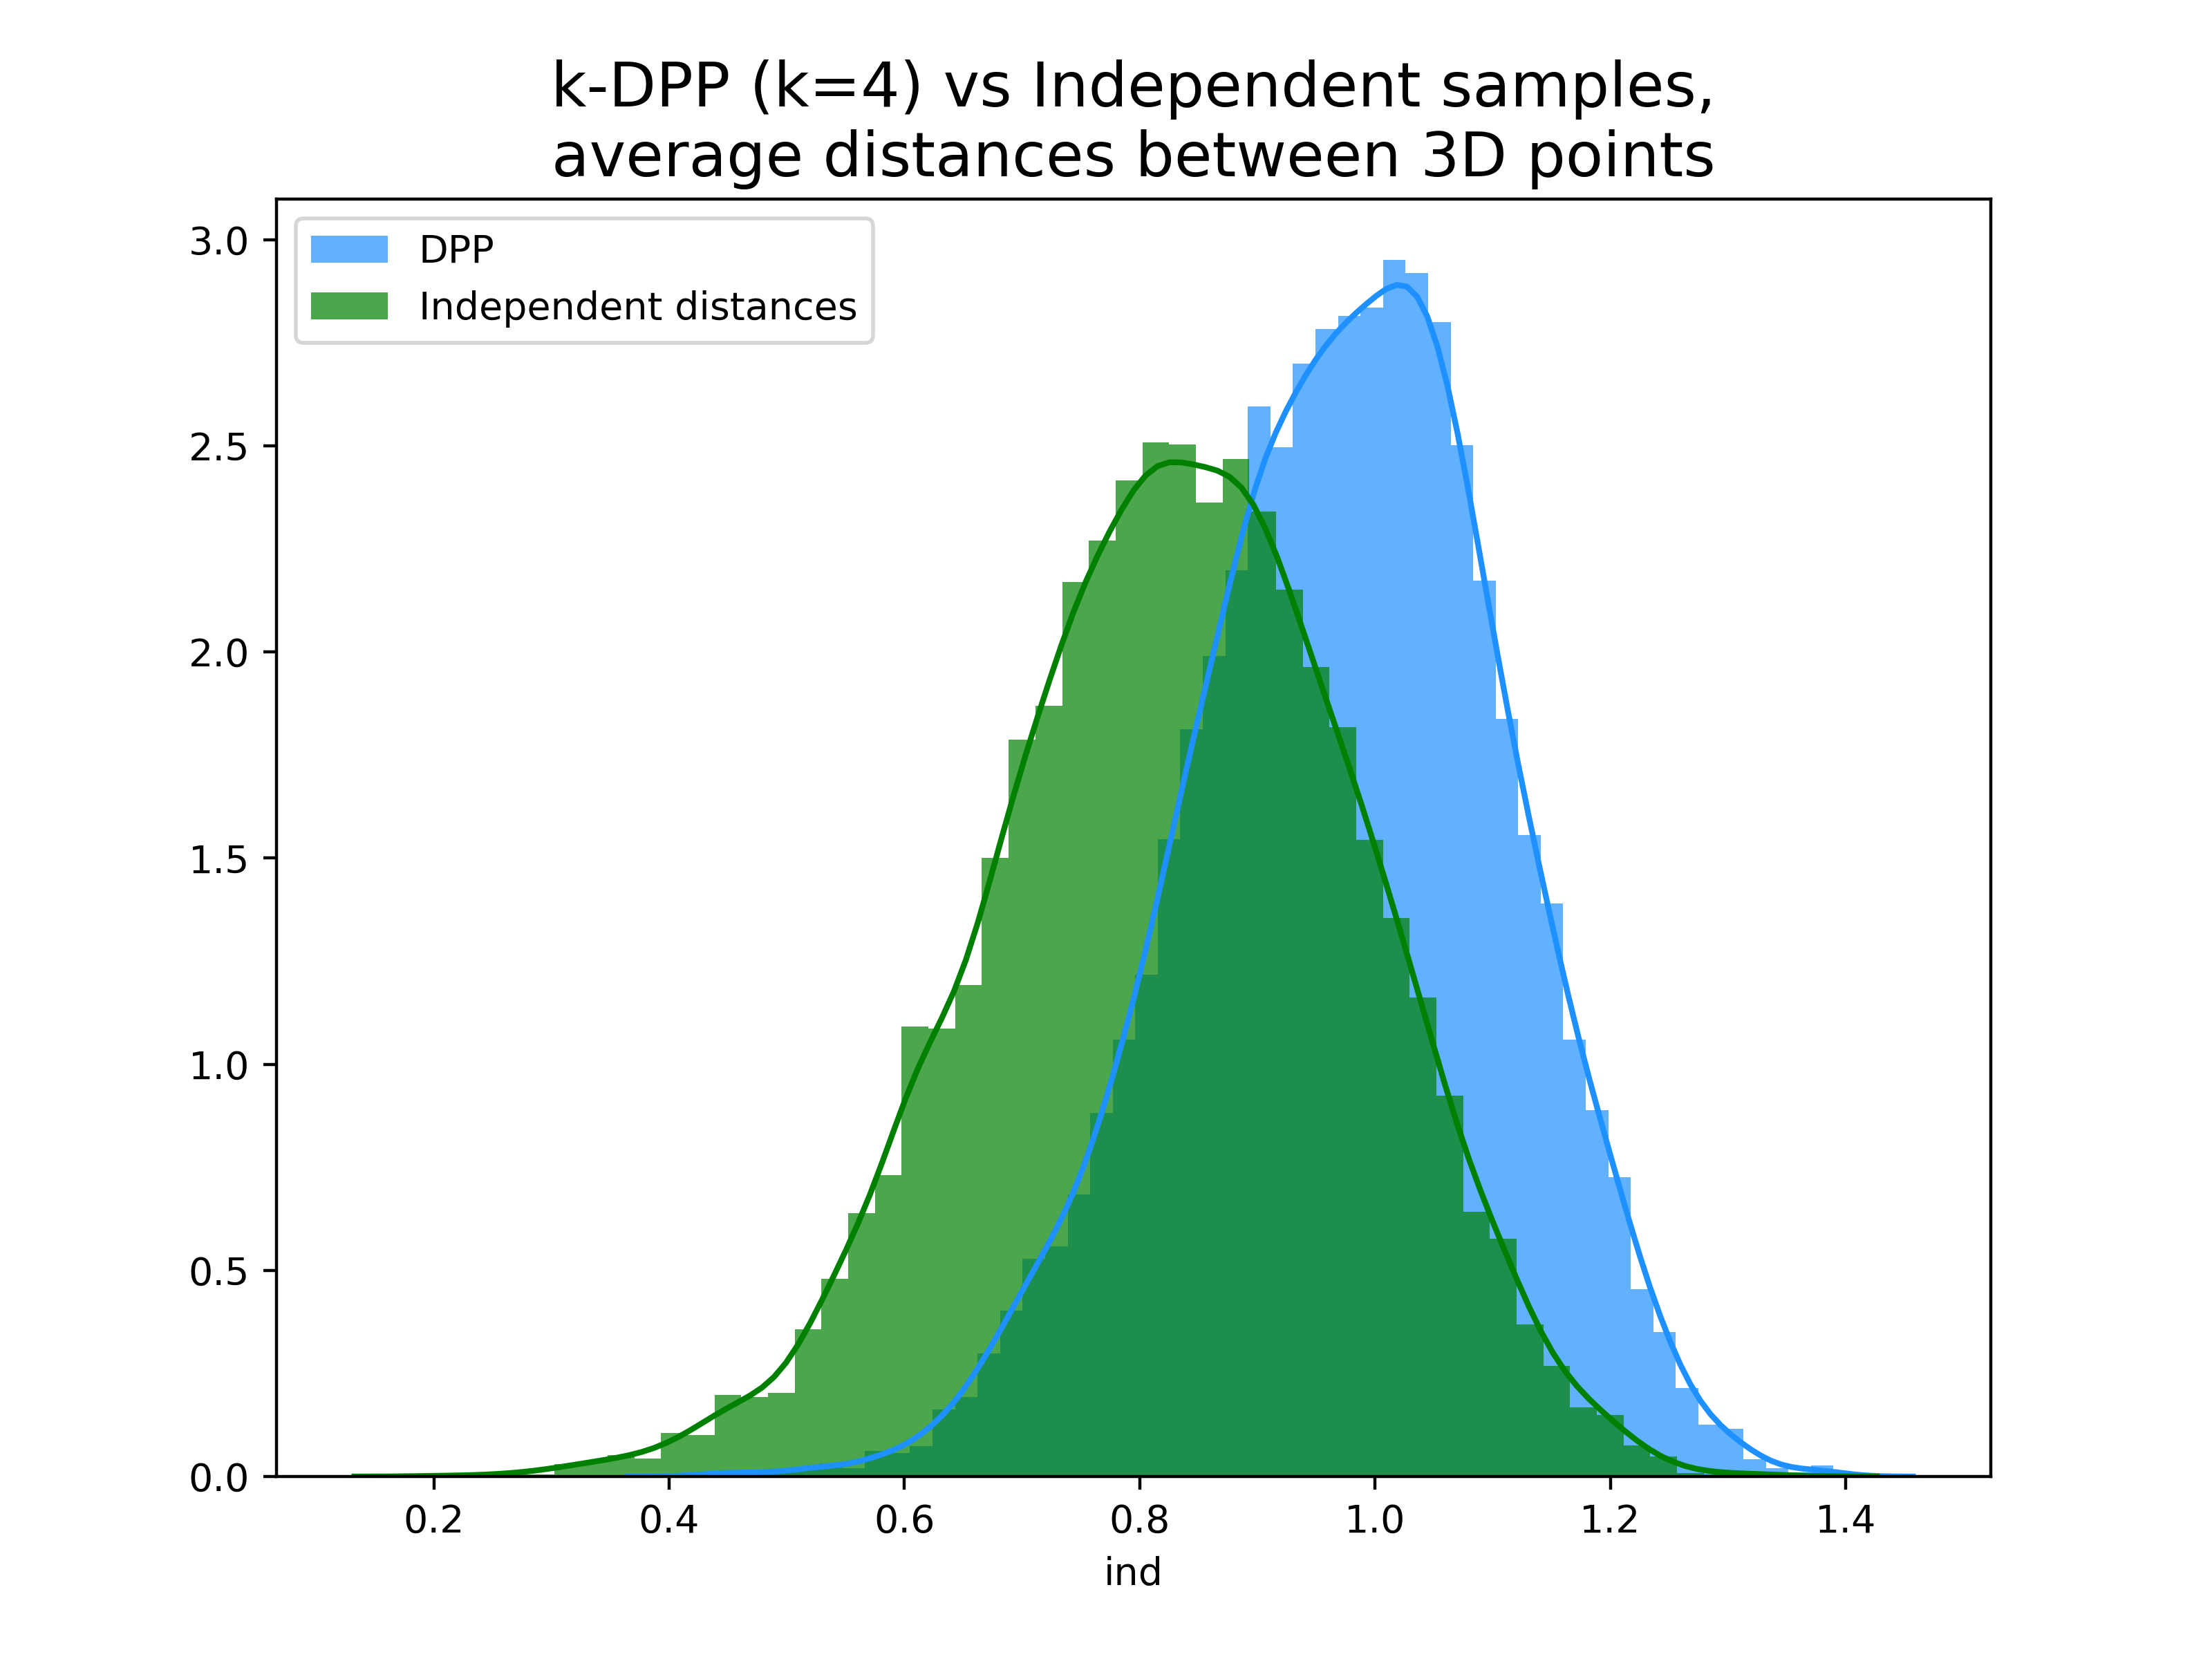 k-DPP (k=4) vs Independent samples,
average distances between 3D points
DPP
Independent distances
3.0
2.5
2.0
1.5
1.0
0.5
0.0
0.2 0.4 0.6 0.8 1.0 1.2 1.4
ind